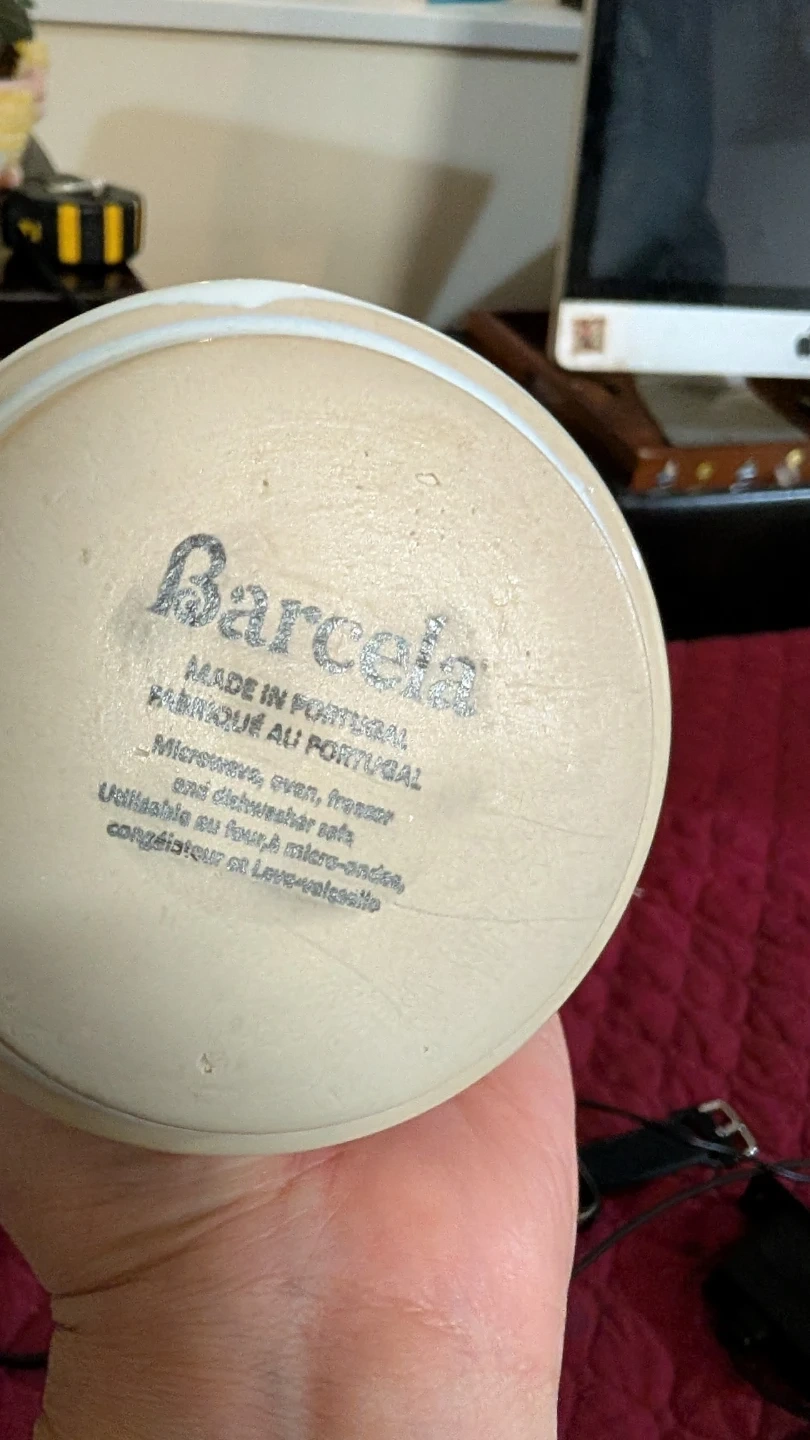 Barcela
MADE IN PORTUGAL
FABRIQUÉ AU PORTUGAL
Microwave, oven, freezer
and dishwasher safe
Utilisable au four,à micro-ondes,
congélateur et Lave-vaisselle